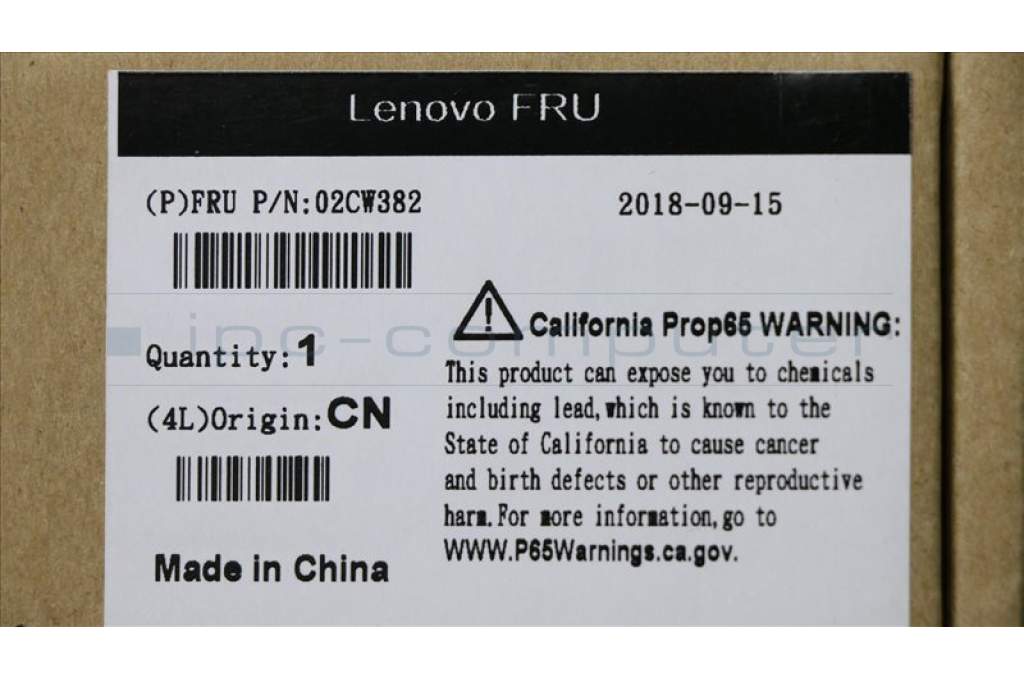 Lenovo FRU
(P)FRU P/N:02CW382
2018-09-15
Quantity:1
(4L)Origin:CN
Made in China
California Prop65 WARNING:
This product can expose you to chemicals
including lead,which is known to the
State of California to cause cancer
and birth defects or other reproductive
harm.For more information,go to
WWW.P65Warnings.ca.gov.
ipc-computer